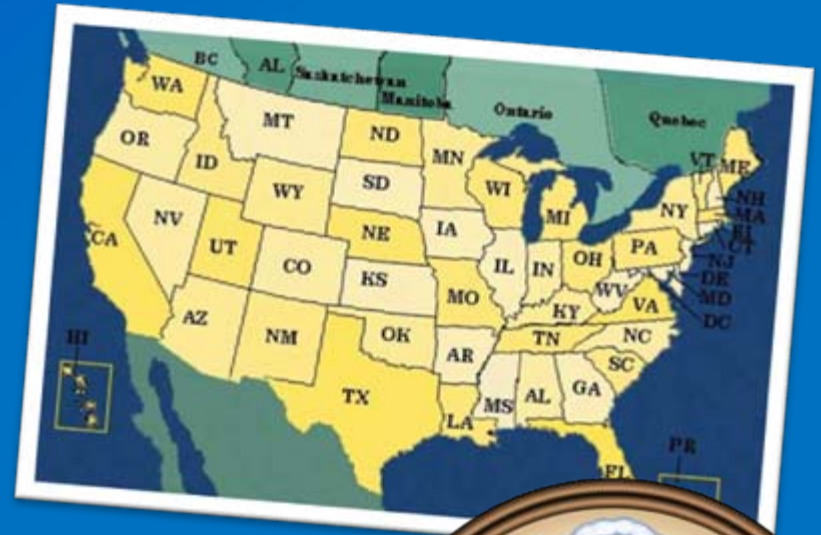 BC
AL
Saskatchewan
Manitoba
Ontario
Quebec
WA
MT
ND
MN
VT
ME
OR
ID
SD
WI
NH
WY
MI
NY
MA
RI
NV
CA
UT
NE
IA
PA
CT
NJ
CO
IL
IN
OH
DE
KS
WV
MD
MO
KY
VA
DC
AZ
NM
OK
TN
NC
HI
AR
SC
TX
MS
AL
GA
LA
PR
FL